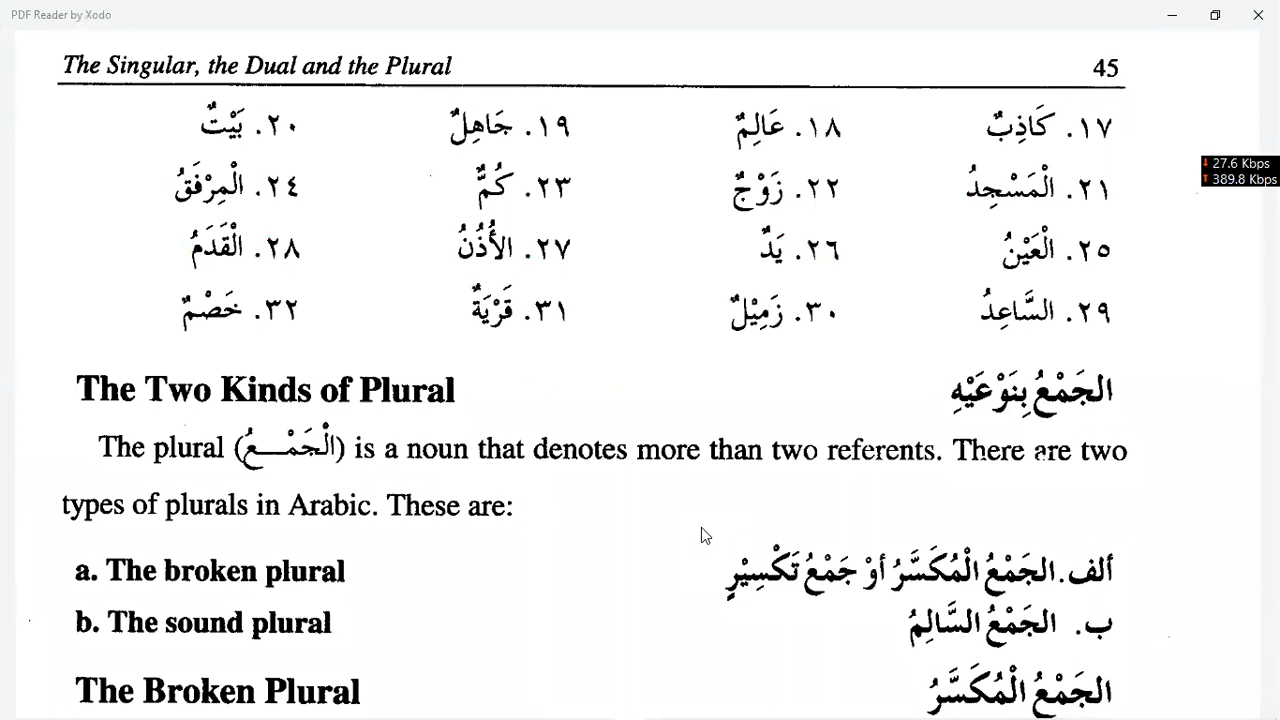 PDF Reader by Xodo
The Singular, the Dual and the Plural 45
١٧. كَاذِبٌ ١٨. عَالِمٌ ١٩. جَاهِلٌ ٢٠. بَيْتٌ
٢١. الْمَسْجِدُ ٢٢. زَوْجٌ ٢٣. كُمٌّ ٢٤. الْمِرْفَقُ
٢٥. الْعَيْنُ ٢٦. يَدٌ ٢٧. الأُذُنُ ٢٨. الْقَدَمُ
٢٩. السَّاعِدُ ٣٠. زَمِيْلٌ ٣١. قَرْيَةٌ ٣٢. خَصْمٌ
↓ 27.6 Kbps
↑ 389.8 Kbps
The Two Kinds of Plural الجَمْعُ بِنَوْعَيْهِ
The plural (الْجَمْـــعُ) is a noun that denotes more than two referents. There are two
types of plurals in Arabic. These are:
a. The broken plural ألف. الجَمْعُ الْمُكَسَّرُ أوْ جَمْعُ تَكْسِيْرٍ
b. The sound plural ب. الجَمْعُ السَّالِمُ
The Broken Plural الجَمْعُ الْمُكَسَّرُ